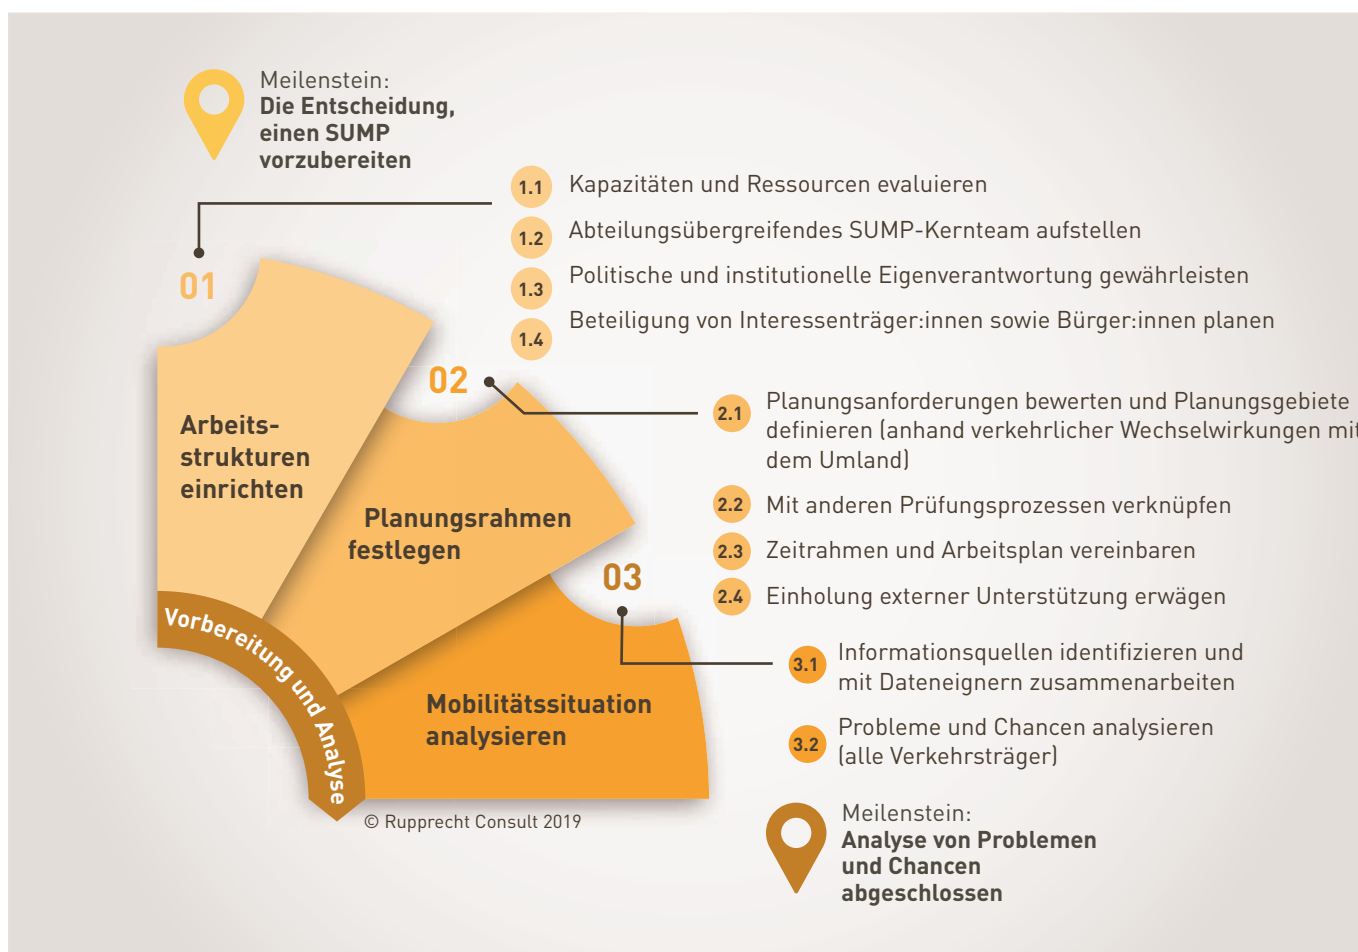 Meilenstein:
Die Entscheidung,
einen SUMP
vorzubereiten
01
Arbeits-
strukturen
einrichten
1.1 Kapazitäten und Ressourcen evaluieren
1.2 Abteilungsübergreifendes SUMP-Kernteam aufstellen
1.3 Politische und institutionelle Eigenverantwortung gewährleisten
1.4 Beteiligung von Interessenträger:innen sowie Bürger:innen planen
02
Planungsrahmen
festlegen
2.1 Planungsanforderungen bewerten und Planungsgebiete
definieren (anhand verkehrlicher Wechselwirkungen mit
dem Umland)
2.2 Mit anderen Prüfungsprozessen verknüpfen
2.3 Zeitrahmen und Arbeitsplan vereinbaren
2.4 Einholung externer Unterstützung erwägen
03
Mobilitätssituation
analysieren
3.1 Informationsquellen identifizieren und
mit Dateneignern zusammenarbeiten
3.2 Probleme und Chancen analysieren
(alle Verkehrsträger)
Vorbereitung und Analyse
© Rupprecht Consult 2019
Meilenstein:
Analyse von Problemen
und Chancen
abgeschlossen